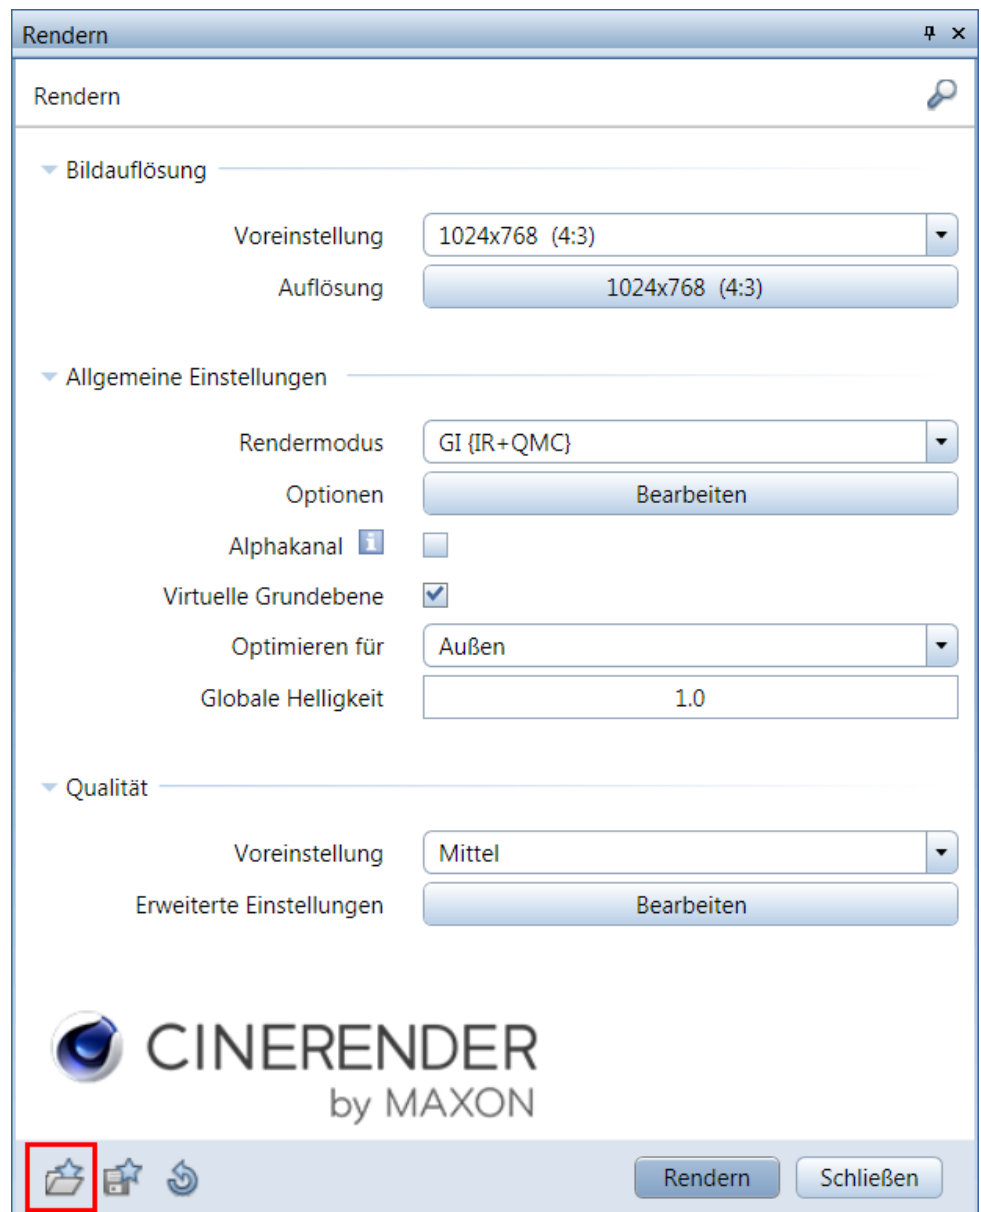 Rendern
Rendern
Bildauflösung
Voreinstellung 1024x768 (4:3)
Auflösung 1024x768 (4:3)
Allgemeine Einstellungen
Rendermodus GI {IR+QMC}
Optionen Bearbeiten
Alphakanal i
Virtuelle Grundebene
Optimieren für Außen
Globale Helligkeit 1.0
Qualität
Voreinstellung Mittel
Erweiterte Einstellungen Bearbeiten
CINERENDER
by MAXON
Rendern Schließen